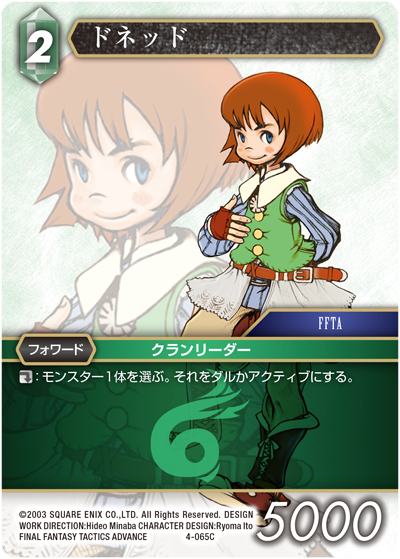 2
ドネッド
FFTA
フォワード
クランリーダー
:モンスター1体を選ぶ。それをダルかアクティブにする。
©2003 SQUARE ENIX CO.,LTD. All Rights Reserved. DESIGN
WORK DIRECTION:Hideo Minaba CHARACTER DESIGN:Ryoma Ito
FINAL FANTASY TACTICS ADVANCE
4-065C
5000